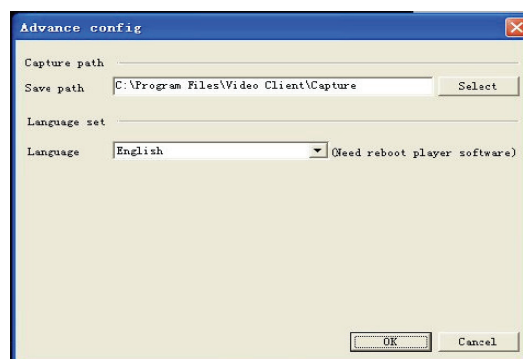 Advance config
Capture path
Save path C:\Program Files\Video Client\Capture Select
Language set
Language English (Need reboot player software)
OK Cancel